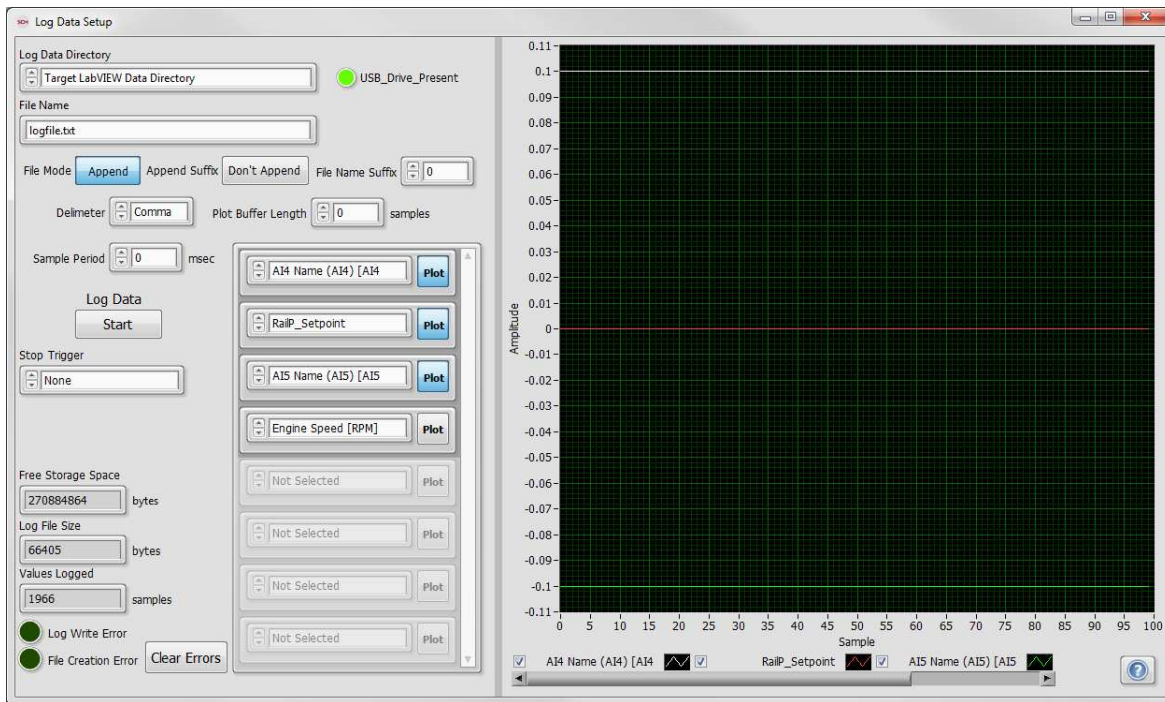 SCM Log Data Setup
Log Data Directory
Target LabVIEW Data Directory
USB_Drive_Present
File Name
logfile.txt
File Mode Append Append Suffix Don't Append File Name Suffix 0
Delimeter Comma Plot Buffer Length 0 samples
Sample Period 0 msec
Log Data
Start
Stop Trigger
None
AI4 Name (AI4) [AI4 Plot
RailP_Setpoint Plot
AI5 Name (AI5) [AI5 Plot
Engine Speed [RPM] Plot
Not Selected Plot
Not Selected Plot
Not Selected Plot
Not Selected Plot
Free Storage Space
270884864 bytes
Log File Size
66405 bytes
Values Logged
1966 samples
Log Write Error
File Creation Error Clear Errors
Amplitude
0.11
0.1
0.09
0.08
0.07
0.06
0.05
0.04
0.03
0.02
0.01
0
-0.01
-0.02
-0.03
-0.04
-0.05
-0.06
-0.07
-0.08
-0.09
-0.1
-0.11
0 5 10 15 20 25 30 35 40 45 50 55 60 65 70 75 80 85 90 95 100
Sample
AI4 Name (AI4) [AI4 RailP_Setpoint AI5 Name (AI5) [AI5
?